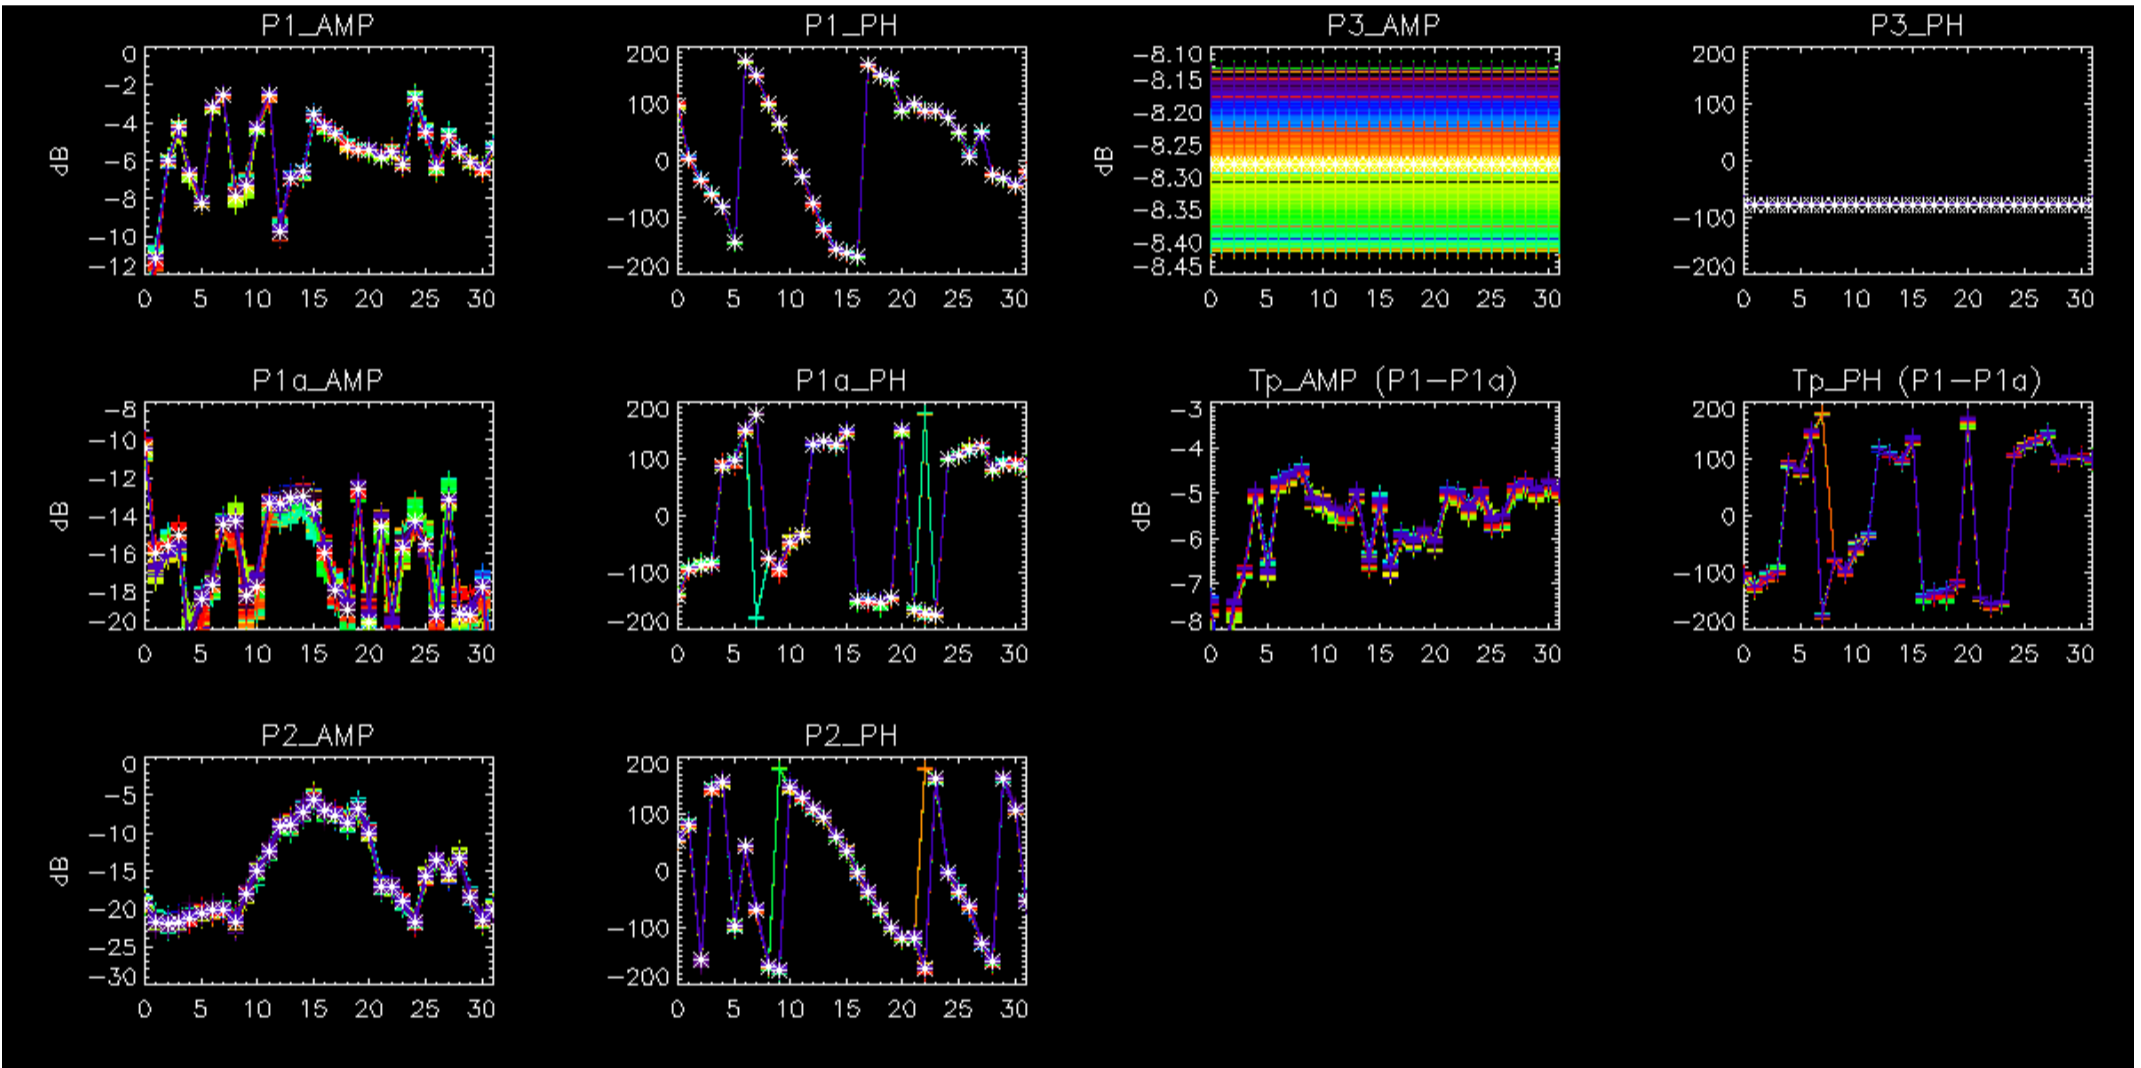 P1_AMP
P1_PH
P3_AMP
P3_PH
0
-2
-4
-6
-8
-10
-12
dB
0 5 10 15 20 25 30
200
100
0
-100
-200
0 5 10 15 20 25 30
-8.10
-8.15
-8.20
-8.25
-8.30
-8.35
-8.40
-8.45
dB
0 5 10 15 20 25 30
200
100
0
-100
-200
0 5 10 15 20 25 30
P1a_AMP
P1a_PH
Tp_AMP (P1-P1a)
Tp_PH (P1-P1a)
-8
-10
-12
-14
-16
-18
-20
dB
0 5 10 15 20 25 30
200
100
0
-100
-200
0 5 10 15 20 25 30
-3
-4
-5
-6
-7
-8
dB
0 5 10 15 20 25 30
200
100
0
-100
-200
0 5 10 15 20 25 30
P2_AMP
P2_PH
0
-5
-10
-15
-20
-25
-30
dB
0 5 10 15 20 25 30
200
100
0
-100
-200
0 5 10 15 20 25 30